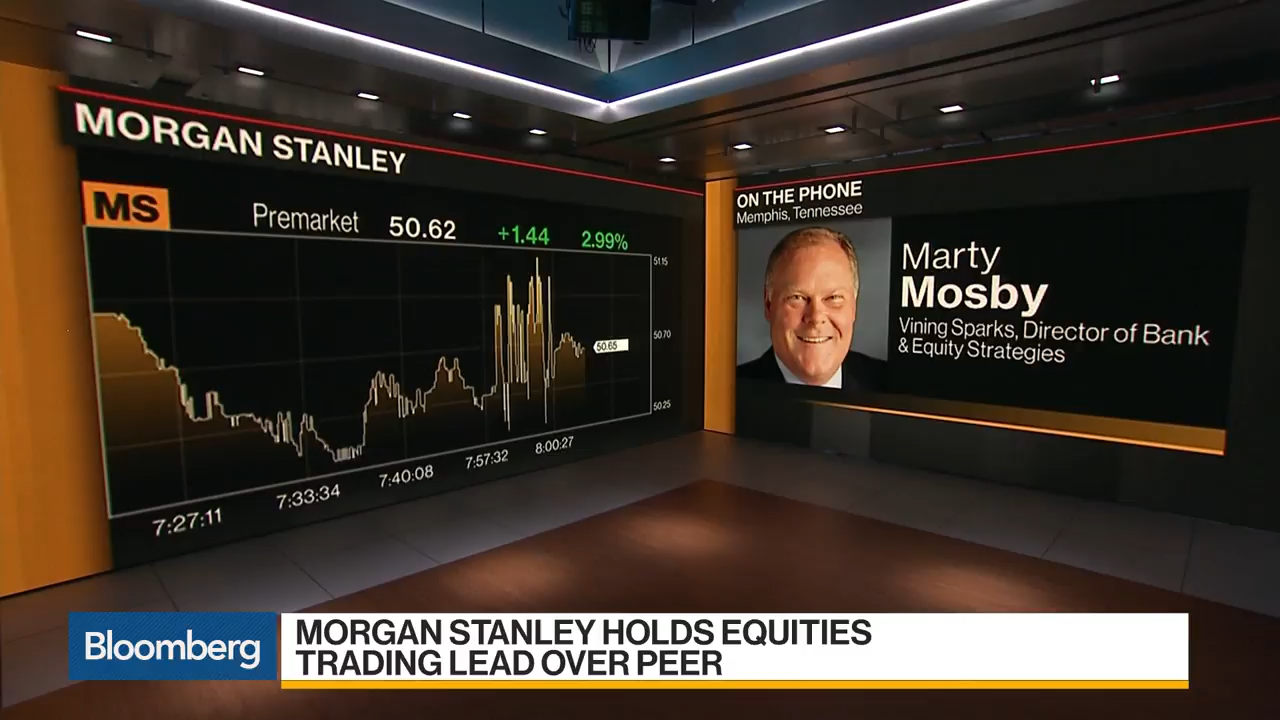 MORGAN STANLEY
MS
Premarket 50.62 +1.44 2.99%
51.15
50.70
50.65
50.25
7:27:11 7:33:34 7:40:08 7:57:32 8:00:27
ON THE PHONE
Memphis, Tennessee
Marty
Mosby
Vining Sparks, Director of Bank
& Equity Strategies
Bloomberg
MORGAN STANLEY HOLDS EQUITIES
TRADING LEAD OVER PEER